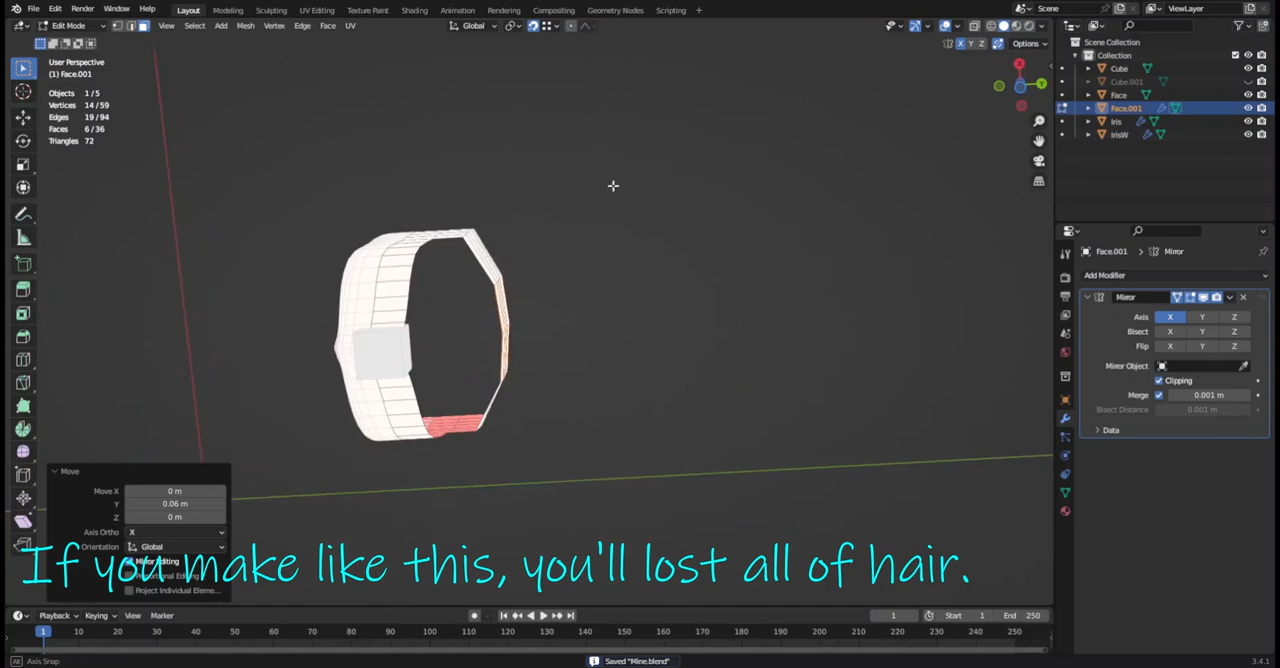 File Edit Render Window Help Layout Modeling Sculpting UV Editing Texture Paint Shading Animation Rendering Compositing Geometry Nodes Scripting + Scene ViewLayer
Edit Mode View Select Add Mesh Vertex Edge Face UV Global
X Y Z Options
User Perspective
(1) Face.001
Objects 1/5
Vertices 14/59
Edges 19/94
Faces 6/36
Triangles 72
X
Y
Scene Collection
Collection
Cube
Cube.001
Face
Face.001
Iris
IrisW
Face.001 > Mirror
Add Modifier
Mirror
Axis X Y Z
Bisect X Y Z
Flip X Y Z
Mirror Object
Clipping
Merge 0.001 m
Bisect Distance 0.001 m
Data
Move
Move X 0 m
Y 0.06 m
Z 0 m
Axis Ortho X
Orientation Global
Mirror Editing
Proportional Editing
Project Individual Eleme...
If you make like this, you'll lost all of hair.
Playback Keying View Marker 1 Start 1 End 250
1 10 20 30 40 50 60 70 80 90 100 110 120 130 140 150 160 170 180 190 200 210 220 230 240 250
Alt Axis Snap Saved "Mine.blend" 3.4.1